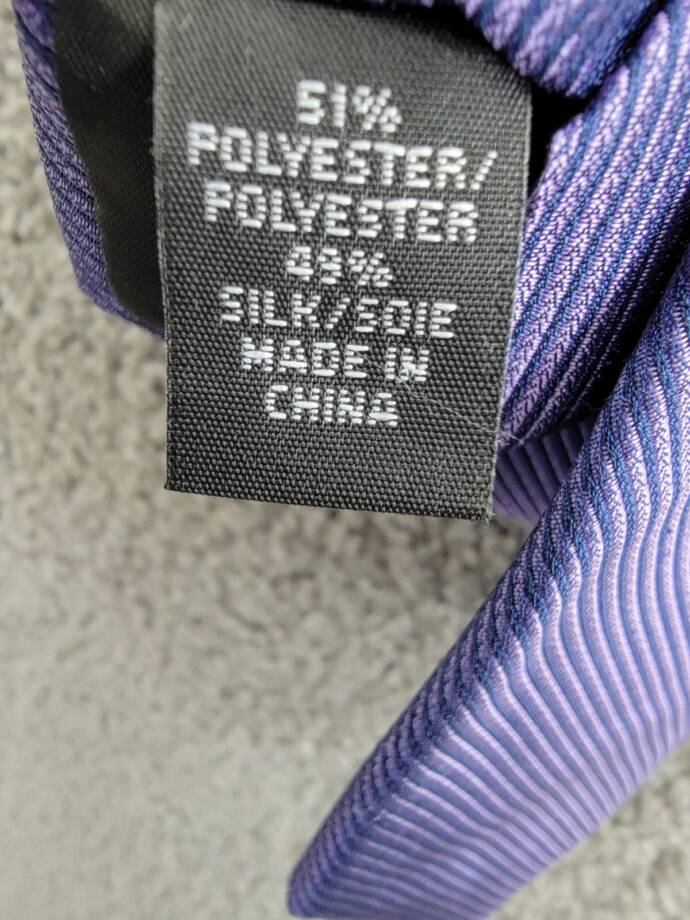 51%
POLYESTER/
POLYESTER
49%
SILK/SOIE
MADE IN
CHINA